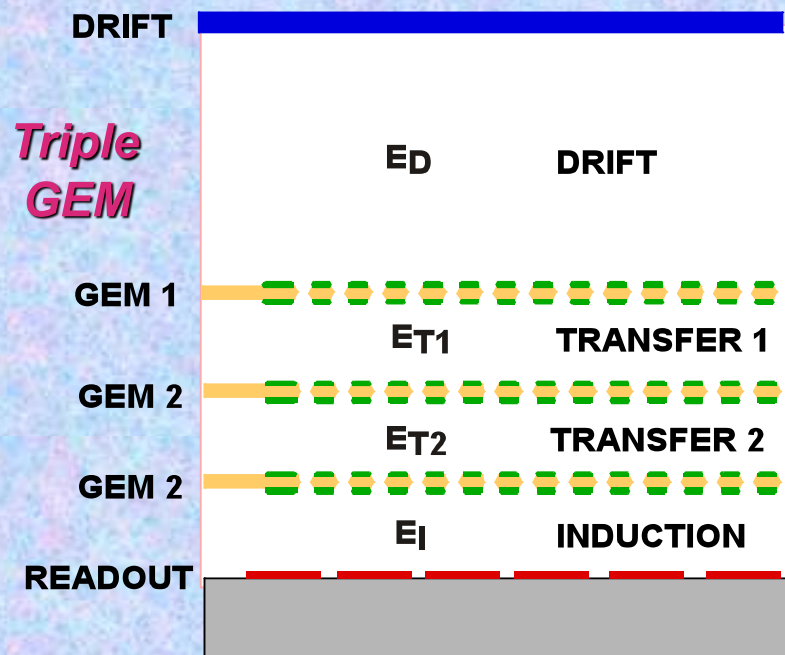 DRIFT
Triple
GEM
ED DRIFT
GEM 1
ET1 TRANSFER 1
GEM 2
ET2 TRANSFER 2
GEM 2
EI INDUCTION
READOUT